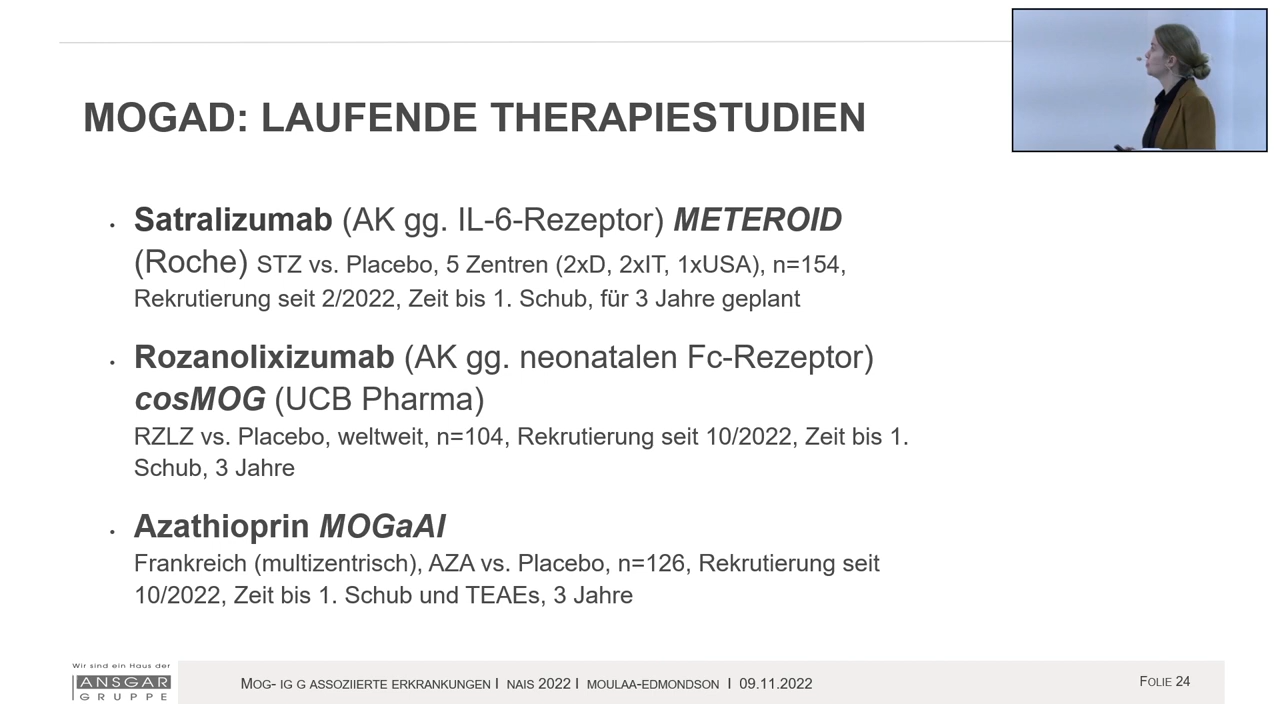 MOGAD: LAUFENDE THERAPIESTUDIEN
• Satralizumab (AK gg. IL-6-Rezeptor) METEROID
(Roche) STZ vs. Placebo, 5 Zentren (2xD, 2xIT, 1xUSA), n=154,
Rekrutierung seit 2/2022, Zeit bis 1. Schub, für 3 Jahre geplant
• Rozanolixizumab (AK gg. neonatalen Fc-Rezeptor)
cosMOG (UCB Pharma)
RZLZ vs. Placebo, weltweit, n=104, Rekrutierung seit 10/2022, Zeit bis 1.
Schub, 3 Jahre
• Azathioprin MOGaAI
Frankreich (multizentrisch), AZA vs. Placebo, n=126, Rekrutierung seit
10/2022, Zeit bis 1. Schub und TEAEs, 3 Jahre
Wir sind ein Haus der
ANSGAR
GRUPPE
MOG- IG G ASSOZIIERTE ERKRANKUNGEN I NAIS 2022 I MOULAA-EDMONDSON I 09.11.2022
FOLIE 24